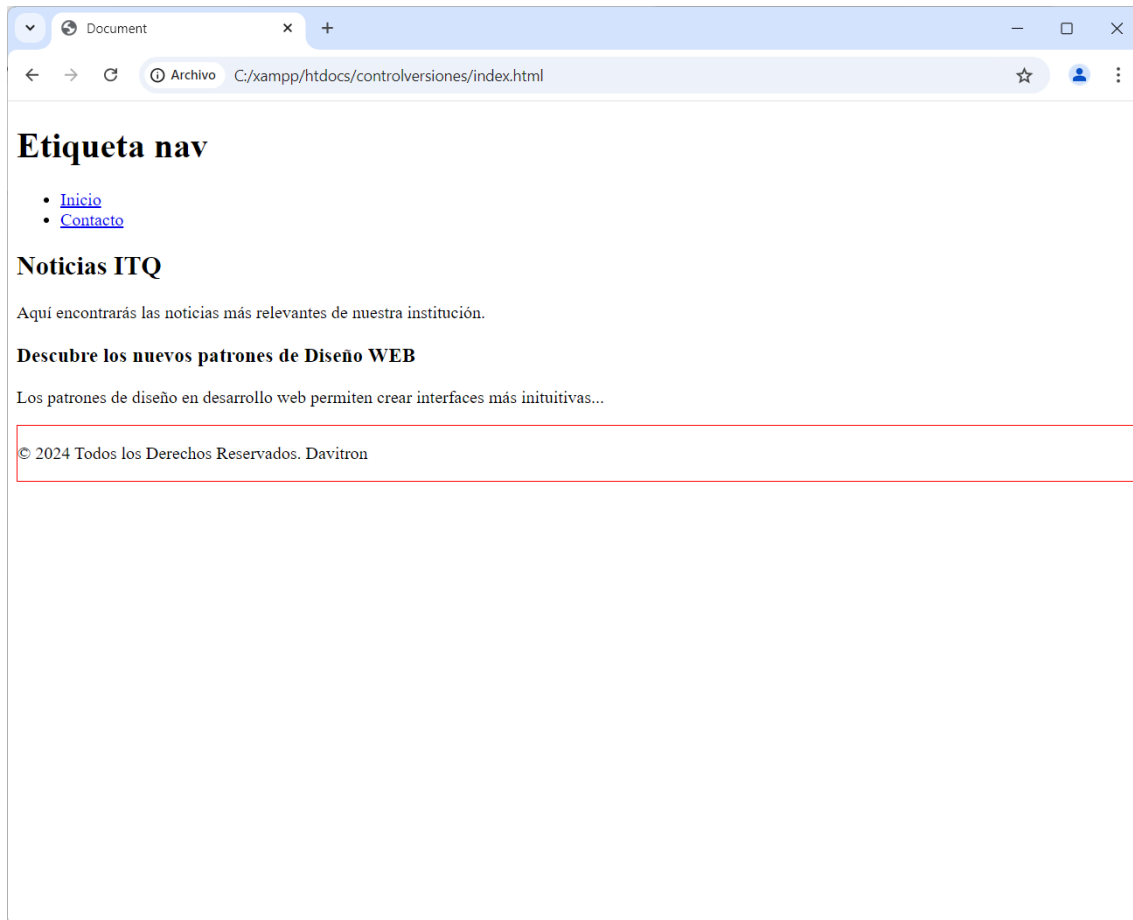 Document
Archivo C:/xampp/htdocs/controlversiones/index.html
Etiqueta nav
Inicio
Contacto
Noticias ITQ
Aquí encontrarás las noticias más relevantes de nuestra institución.
Descubre los nuevos patrones de Diseño WEB
Los patrones de diseño en desarrollo web permiten crear interfaces más inituitivas...
© 2024 Todos los Derechos Reservados. Davitron